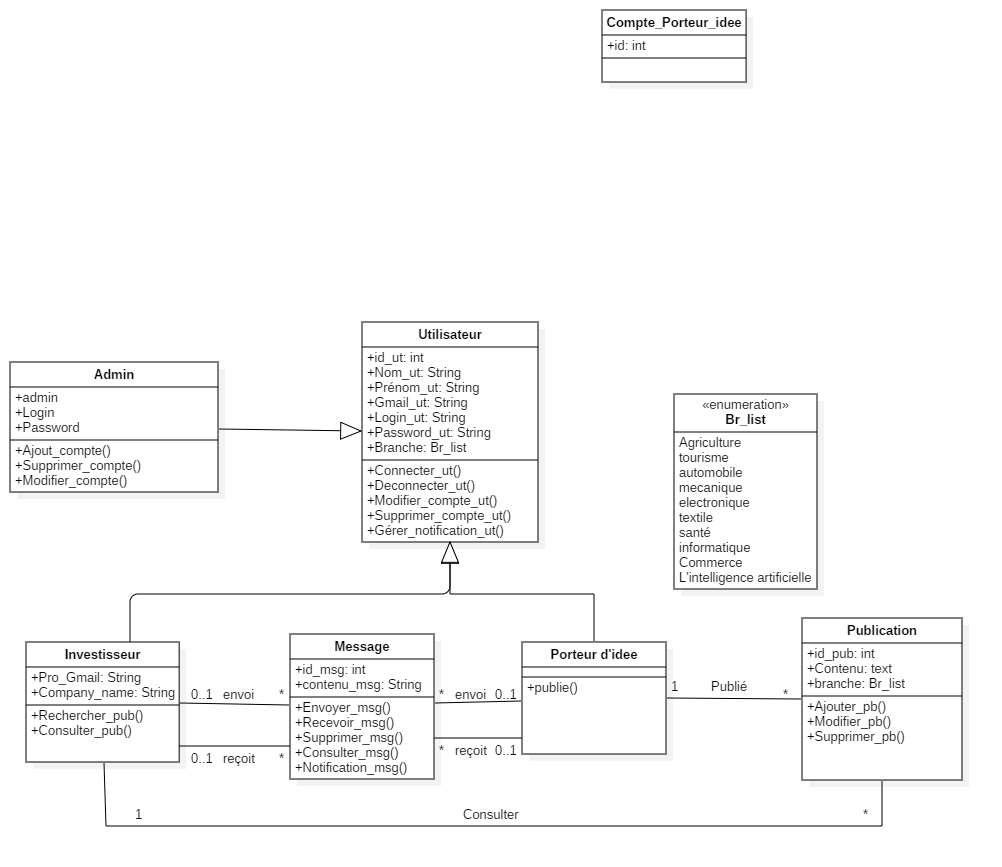 Compte_Porteur_idee
+id: int
Utilisateur
+id_ut: int
+Nom_ut: String
+Prénom_ut: String
+Gmail_ut: String
+Login_ut: String
+Password_ut: String
+Branche: Br_list
+Connecter_ut()
+Deconnecter_ut()
+Modifier_compte_ut()
+Supprimer_compte_ut()
+Gérer_notification_ut()
Admin
+admin
+Login
+Password
+Ajout_compte()
+Supprimer_compte()
+Modifier_compte()
«enumeration»
Br_list
Agriculture
tourisme
automobile
mecanique
electronique
textile
santé
informatique
Commerce
L'intelligence artificielle
Investisseur
+Pro_Gmail: String
+Company_name: String
+Rechercher_pub()
+Consulter_pub()
0..1 envoi *
0..1 reçoit *
Message
+id_msg: int
+contenu_msg: String
+Envoyer_msg()
+Recevoir_msg()
+Supprimer_msg()
+Consulter_msg()
+Notification_msg()
* envoi 0..1
* reçoit 0..1
Porteur d'idee
+publie()
1 Publié *
Publication
+id_pub: int
+Contenu: text
+branche: Br_list
+Ajouter_pb()
+Modifier_pb()
+Supprimer_pb()
1 Consulter *